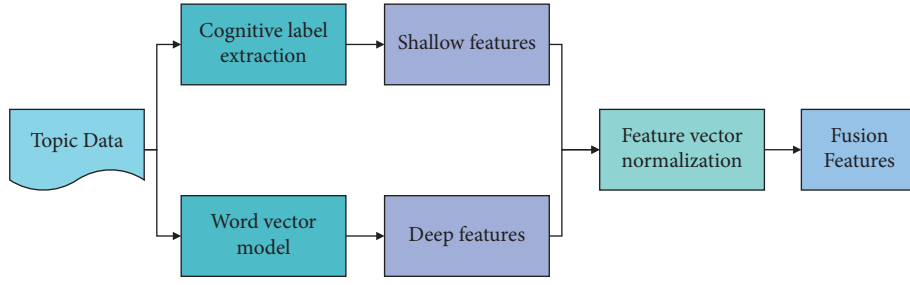 Cognitive label
extraction
Shallow features
Topic Data
Feature vector
normalization
Fusion
Features
Word vector
model
Deep features